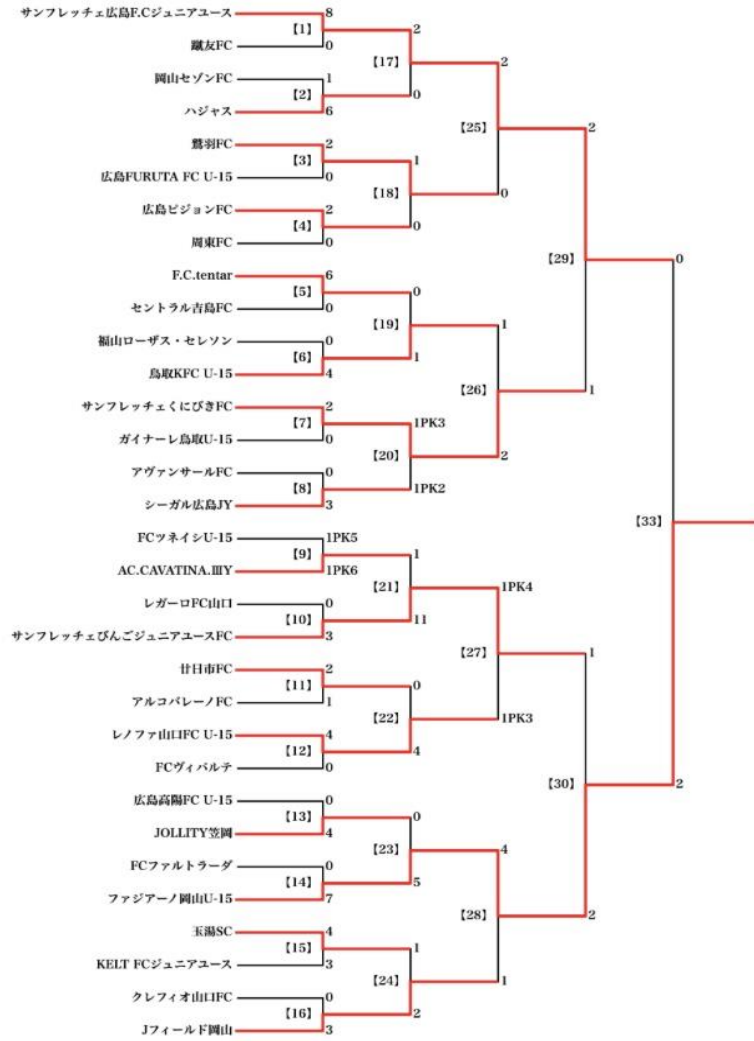 サンフレッチェ広島F.Cジュニアユース
8
【1】
2
蹴友FC
0
【17】
2
岡山セゾンFC
1
【2】
0
ハジャス
6
【25】
2
鷲羽FC
2
【3】
1
広島FURUTA FC U-15
0
【18】
0
広島ピジョンFC
2
【4】
0
周東FC
0
【29】
0
F.C.tentar
6
【5】
0
セントラル吉島FC
0
【19】
1
福山ローザス・セレソン
0
【6】
1
鳥取KFC U-15
4
【26】
1
サンフレッチェくにびきFC
2
【7】
1PK3
ガイナーレ鳥取U-15
0
【20】
2
アヴァンサールFC
0
【8】
1PK2
シーガル広島JY
3
【33】
FCツネイシU-15
1PK5
【9】
1
AC.CAVATINA.ⅢY
1PK6
【21】
1PK4
レガーロFC山口
0
【10】
11
サンフレッチェびんごジュニアユースFC
3
【27】
1
廿日市FC
2
【11】
0
アルコバレーノFC
1
【22】
1PK3
レノファ山口FC U-15
4
【12】
4
FCヴィパルテ
0
【30】
2
広島高陽FC U-15
0
【13】
0
JOLLITY笠岡
4
【23】
4
FCファルトラーダ
0
【14】
5
ファジアーノ岡山U-15
7
【28】
2
玉湯SC
4
【15】
1
KELT FCジュニアユース
3
【24】
1
クレフィオ山口FC
0
【16】
2
Jフィールド岡山
3